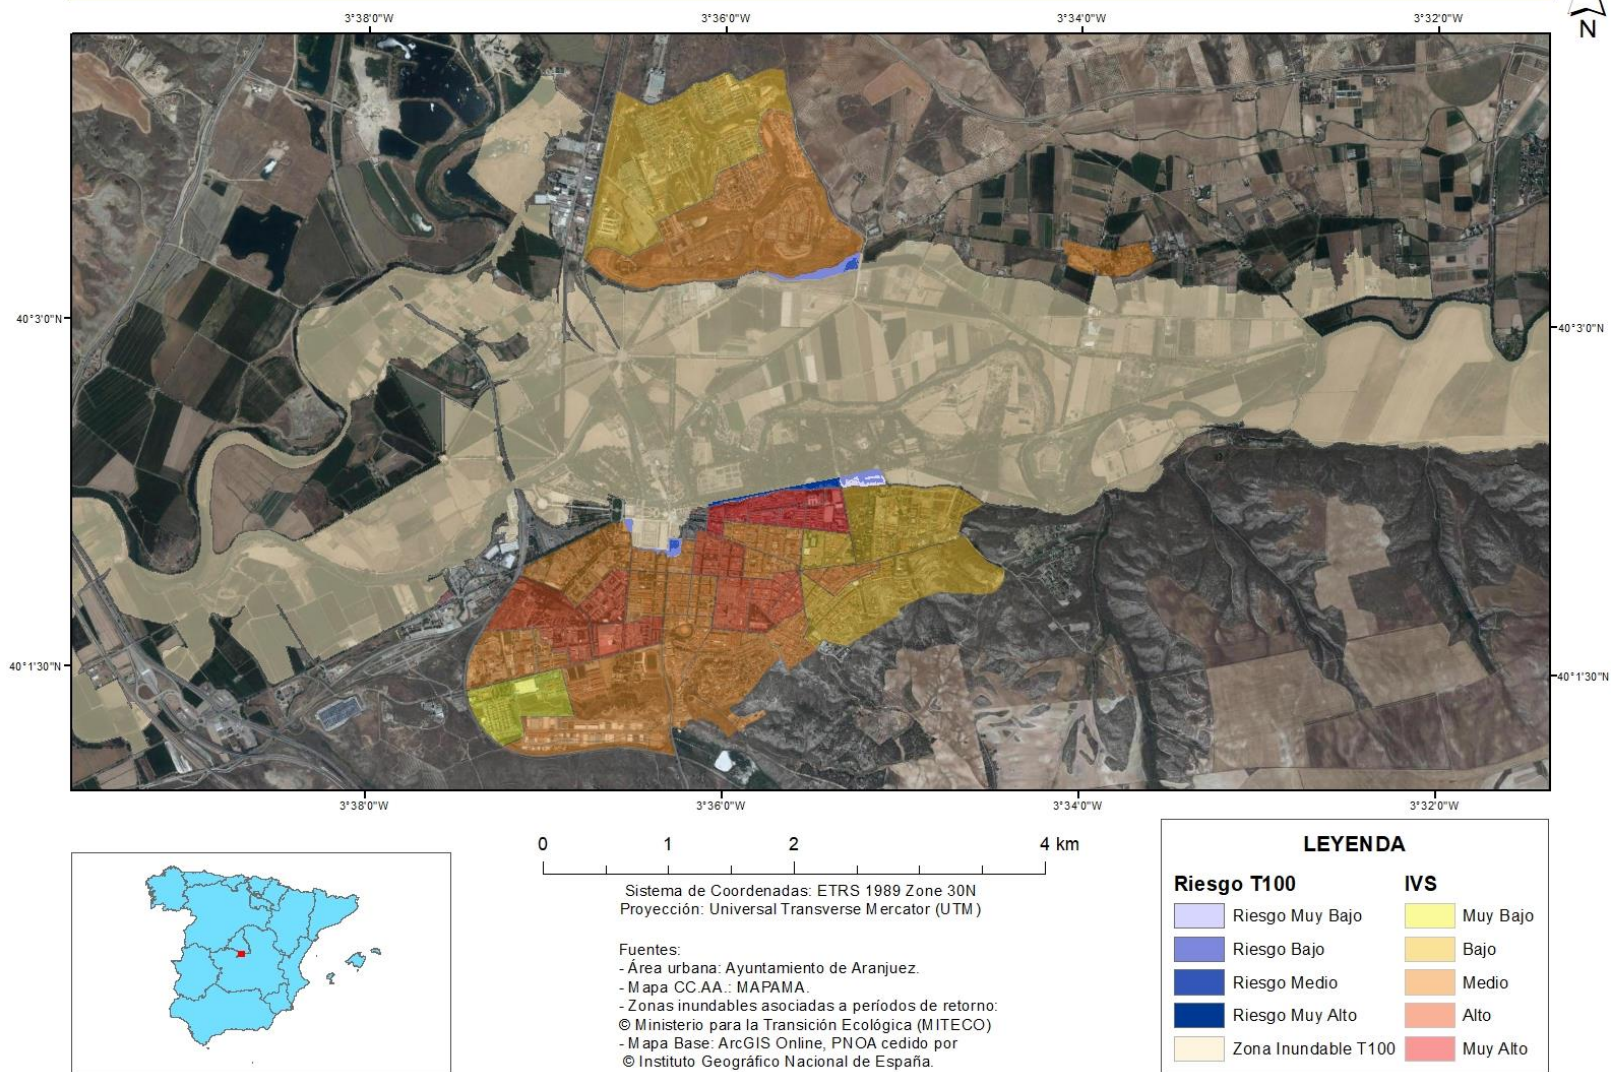 3°38'0"W 3°36'0"W 3°34'0"W 3°32'0"W
N
40°3'0"N 40°3'0"N
40°1'30"N 40°1'30"N
3°38'0"W 3°36'0"W 3°34'0"W 3°32'0"W
0 1 2 4 km
Sistema de Coordenadas: ETRS 1989 Zone 30N
Proyección: Universal Transverse Mercator (UTM)
Fuentes:
- Área urbana: Ayuntamiento de Aranjuez.
- Mapa CC.AA.: MAPAMA.
- Zonas inundables asociadas a períodos de retorno:
© Ministerio para la Transición Ecológica (MITECO)
- Mapa Base: ArcGIS Online, PNOA cedido por
© Instituto Geográfico Nacional de España.
LEYENDA
Riesgo T100 IVS
Riesgo Muy Bajo Muy Bajo
Riesgo Bajo Bajo
Riesgo Medio Medio
Riesgo Muy Alto Alto
Zona Inundable T100 Muy Alto